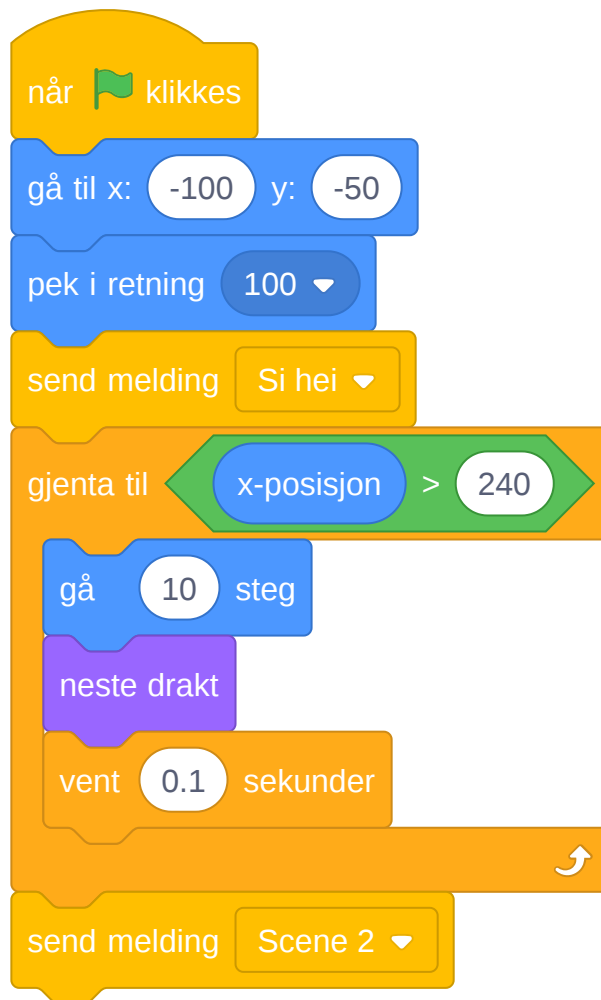 når klikkes
gå til x: -100 y: -50
pek i retning 100
send melding Si hei
gjenta til x-posisjon > 240
gå 10 steg
neste drakt
vent 0.1 sekunder
send melding Scene 2